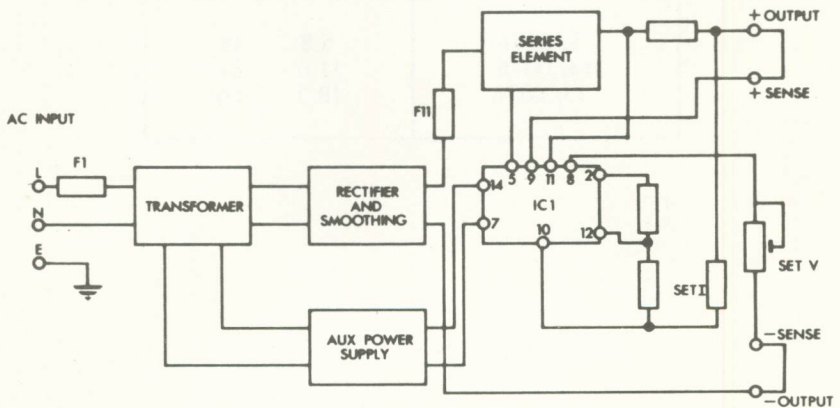 + OUTPUT
SERIES
ELEMENT
+ SENSE
F11
AC INPUT
F1
L
TRANSFORMER
RECTIFIER
AND
SMOOTHING
5 9 11 8
14 2
IC1
7 10 12
N
SET V
E
SET I
AUX POWER
SUPPLY
−SENSE
−OUTPUT